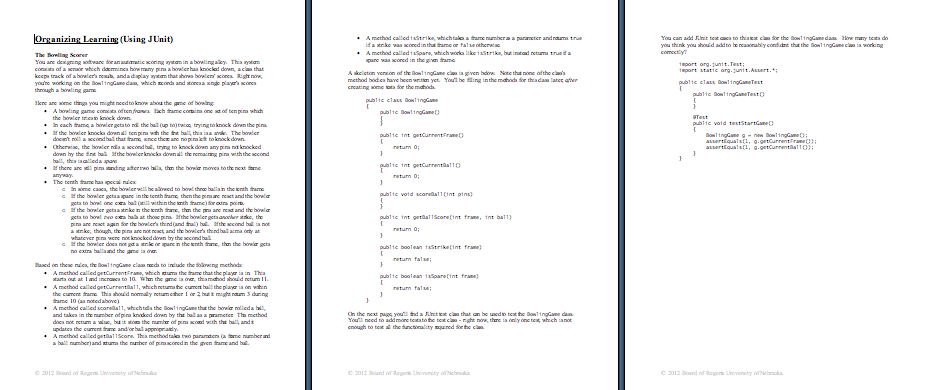 Organizing Learning (Using JUnit)
The Bowling Scorer
You are designing software for an automatic scoring system in a bowling alley. This system
consists of a sensor which determines how many pins a bowler has knocked down, a class that
keeps track of a bowler's results, and a display system that shows bowlers' scores. Right now,
you're working on the BowlingGame class, which records and stores a single player's scores
through a bowling game.
Here are some things you might need to know about the game of bowling:
• A bowling game consists of ten frames. Each frame contains one set of ten pins which
the bowler tries to knock down.
• In each frame, a bowler gets to roll the ball (up to) twice, trying to knock down the pins.
• If the bowler knocks down all ten pins with the first ball, this is a strike. The bowler
doesn't roll a second ball that frame, since there are no pins left to knock down.
• Otherwise, the bowler rolls a second ball, trying to knock down any pins not knocked
down by the first ball. If the bowler knocks down all the remaining pins with the second
ball, this is called a spare.
• If there are still pins standing after two balls, then the bowler moves to the next frame
anyway.
• The tenth frame has special rules:
o In some cases, the bowler will be allowed to bowl three balls in the tenth frame.
o If the bowler gets a spare in the tenth frame, then the pins are reset and the bowler
gets to bowl one extra ball (still within the tenth frame) for extra points.
o If the bowler gets a strike in the tenth frame, then the pins are reset and the bowler
gets to bowl two extra balls at those pins. If the bowler gets another strike, the
pins are reset again for the bowler's third (and final) ball. If the second ball is not
a strike, though, the pins are not reset, and the bowler's third ball aims only at
whatever pins were not knocked down by the second ball.
o If the bowler does not get a strike or spare in the tenth frame, then the bowler gets
no extra balls and the game is over.
Based on these rules, the BowlingGame class needs to include the following methods:
• A method called getCurrentFrame, which returns the frame that the player is in. This
starts out at 1 and increases to 10. When the game is over, this method should return 11.
• A method called getCurrentBall, which returns the current ball the player is on within
the current frame. This should normally return either 1 or 2, but it might return 3 during
frame 10 (as noted above).
• A method called scoreBall, which tells the BowlingGame that the bowler rolled a ball,
and takes in the number of pins knocked down by that ball as a parameter. This method
does not return a value, but it stores the number of pins scored with that ball, and it
updates the current frame and/or ball appropriately.
• A method called getBallScore. This method takes two parameters (a frame number and
a ball number) and returns the number of pins scored in the given frame and ball.
© 2012 Board of Regents University of Nebraska
• A method called isStrike, which takes a frame number as a parameter and returns true
if a strike was scored in that frame or false otherwise.
• A method called isSpare, which works like isStrike, but instead returns true if a
spare was scored in the given frame.
A skeleton version of the BowlingGame class is given below. Note that none of the class's
method bodies have been written yet. You'll be filling in the methods for this class later, after
creating some tests for the methods.
public class BowlingGame
{
public BowlingGame()
{
}
public int getCurrentFrame()
{
return 0;
}
public int getCurrentBall()
{
return 0;
}
public void scoreBall(int pins)
{
}
public int getBallScore(int frame, int ball)
{
return 0;
}
public boolean isStrike(int frame)
{
return false;
}
public boolean isSpare(int frame)
{
return false;
}
}
On the next page, you'll find a JUnit test class that can be used to test the BowlingGame class.
You'll need to add more tests to the test class - right now, there is only one test, which is not
enough to test all the functionality required for the class.
© 2012 Board of Regents University of Nebraska
You can add JUnit test cases to this test class for the BowlingGame class. How many tests do
you think you should add to be reasonably confident that the BowlingGame class is working
correctly?
import org.junit.Test;
import static org.junit.Assert.*;
public class BowlingGameTest
{
public BowlingGameTest()
{
}
@Test
public void testStartGame()
{
BowlingGame g = new BowlingGame();
assertEquals(1, g.getCurrentFrame());
assertEquals(1, g.getCurrentBall());
}
}
© 2012 Board of Regents University of Nebraska